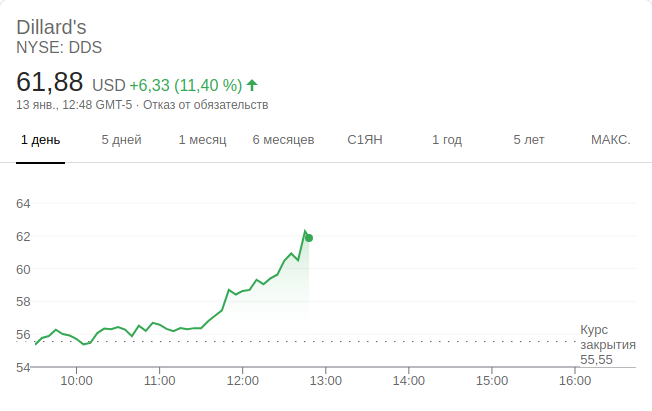 Dillard's
NYSE: DDS
61,88 USD +6,33 (11,40 %)
13 янв., 12:48 GMT-5 · Отказ от обязательств
1 день 5 дней 1 месяц 6 месяцев С1ЯН 1 год 5 лет МАКС.
64
62
60
58
56
54
Курс
закрытия
55,55
10:00 11:00 12:00 13:00 14:00 15:00 16:00